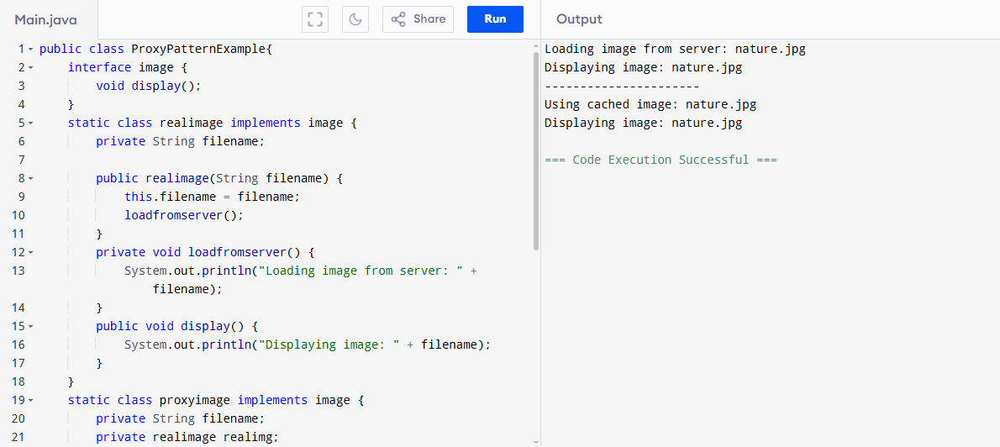 Main.java
Share
Run
Output
1 public class ProxyPatternExample{
2     interface image {
3         void display();
4     }
5     static class realimage implements image {
6         private String filename;
7
8         public realimage(String filename) {
9             this.filename = filename;
10             loadfromserver();
11         }
12         private void loadfromserver() {
13             System.out.println("Loading image from server: " +
                filename);
14         }
15         public void display() {
16             System.out.println("Displaying image: " + filename);
17         }
18     }
19     static class proxyimage implements image {
20         private String filename;
21         private realimage realimg;
Loading image from server: nature.jpg
Displaying image: nature.jpg
----------------------
Using cached image: nature.jpg
Displaying image: nature.jpg
=== Code Execution Successful ===